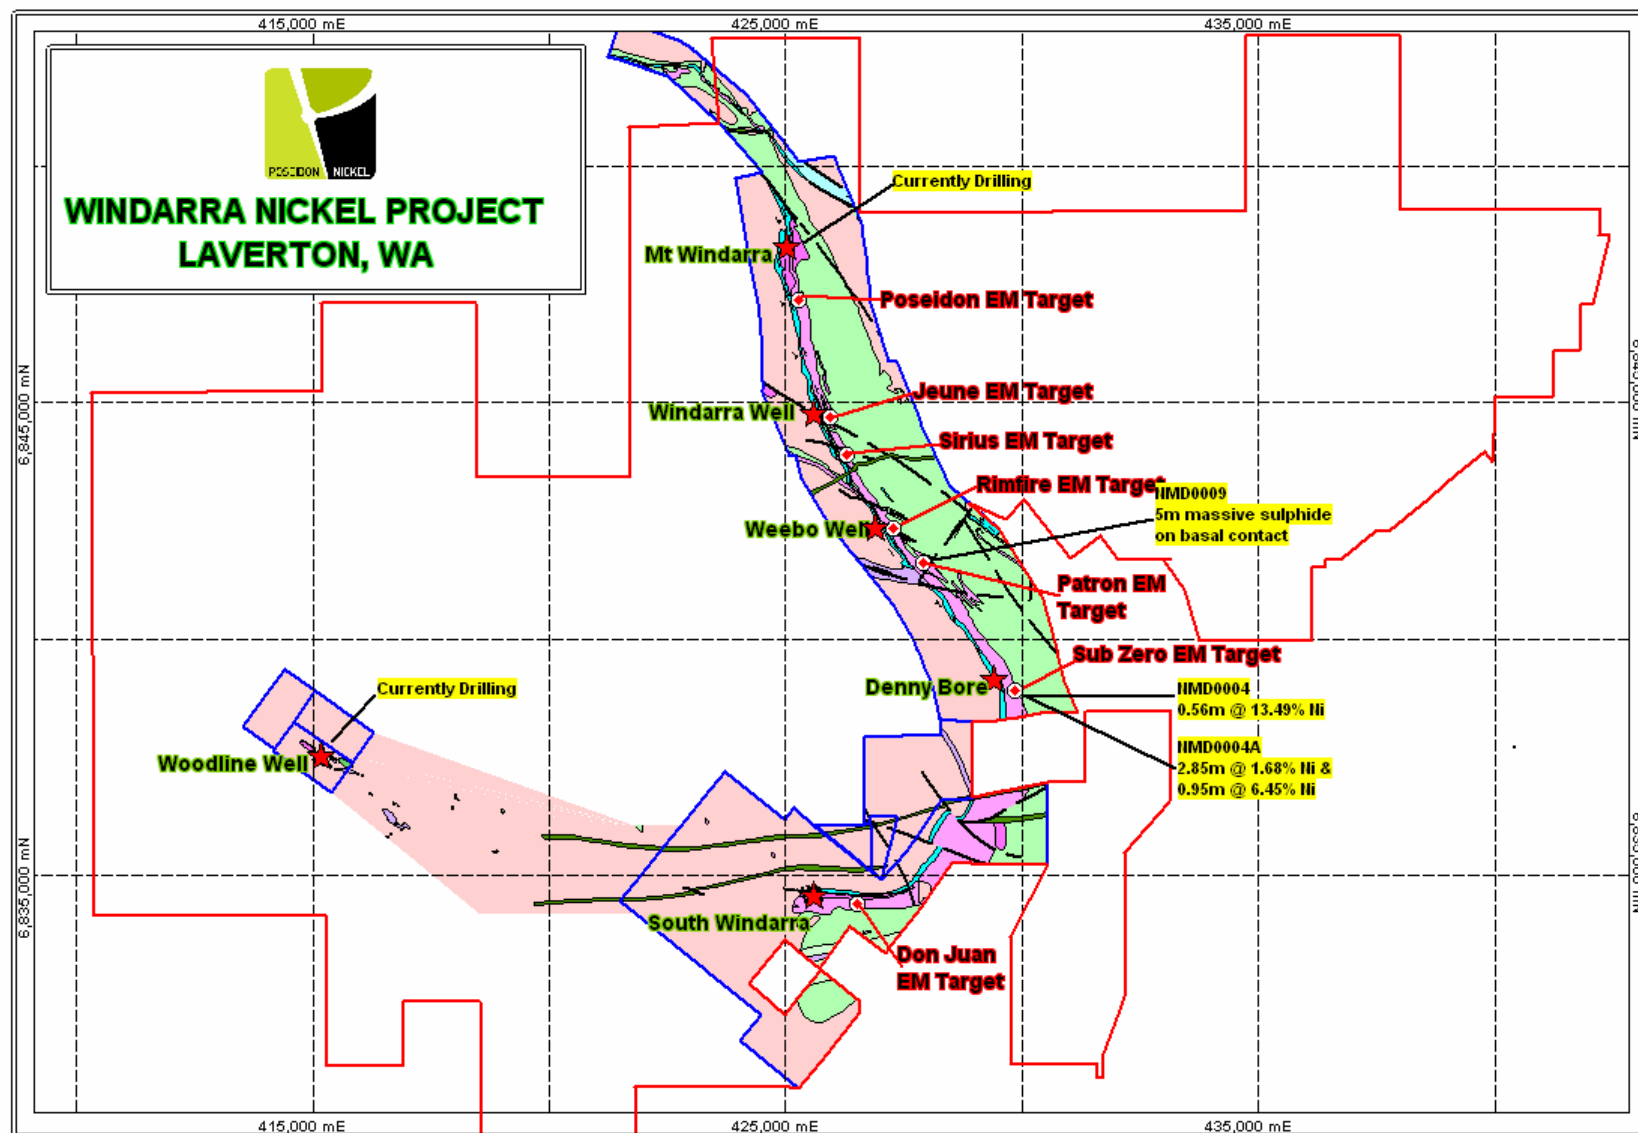 415,000 mE
425,000 mE
435,000 mE
POSEIDON NICKEL
WINDARRA NICKEL PROJECT
LAVERTON, WA
Currently Drilling
Mt Windarra
Poseidon EM Target
Jeune EM Target
Windarra Well
6,845,000 mN
Sirius EM Target
Rimfire EM Target
NMD0009
5m massive sulphide
on basal contact
Weebo Well
Patron EM
Target
Sub Zero EM Target
Denny Bore
NMD0004
0.56m @ 13.49% Ni
Currently Drilling
Woodline Well
NMD0004A
2.85m @ 1.68% Ni &
0.95m @ 6.45% Ni
6,835,000 mN
South Windarra
Don Juan
EM Target
415,000 mE
425,000 mE
435,000 mE